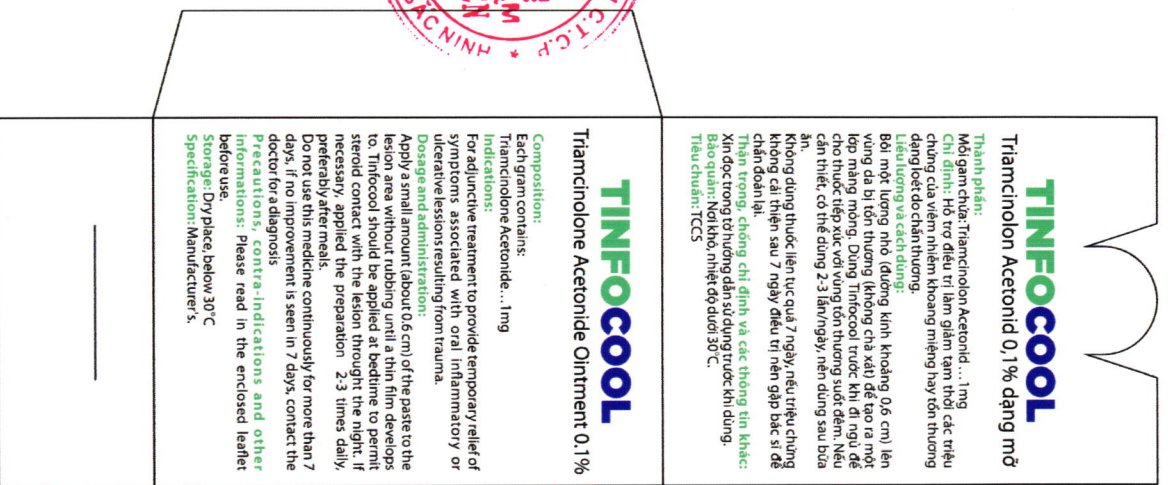 TINFOCOOL
Triamcinolon Acetonid 0,1% dạng mỡ
Thành phần:
Mỗi gam chứa: Triamcinolon Acetonid ... 1mg
Chỉ định: Hỗ trợ điều trị làm giảm tạm thời các triệu
chứng của viêm nhiễm khoang miệng hay tổn thương
dạng loét do chấn thương.
Liều lượng và cách dùng:
Bôi một lượng nhỏ (đường kính khoảng 0,6 cm) lên
vùng da bị tổn thương (không chà xát) để tạo ra một
lớp màng mỏng. Dùng Tinfocool trước khi đi ngủ để
cho thuốc tiếp xúc với vùng tổn thương suốt đêm. Nếu
cần thiết, có thể dùng 2-3 lần/ngày, nên dùng sau bữa
ăn.
Không dùng thuốc liên tục quá 7 ngày, nếu triệu chứng
không cải thiện sau 7 ngày điều trị nên gặp bác sĩ để
chẩn đoán lại.
Thận trọng, chống chỉ định và các thông tin khác:
Xin đọc trong tờ hướng dẫn sử dụng trước khi dùng.
Bảo quản: Nơi khô, nhiệt độ dưới 30°C.
Tiêu chuẩn: TCCS
TINFOCOOL
Triamcinolone Acetonide Ointment 0.1%
Composition:
Each gram contains:
Triamcinolone Acetonide... 1mg
Indications:
For adjunctive treatment to provide temporary relief of
symptoms associated with oral inflammatory or
ulcerative lesions resulting from trauma.
Dosage and administration:
Apply a small amount (about 0.6 cm) of the paste to the
lesion area without rubbing until a thin film develops
to. Tinfocool should be applied at bedtime to permit
steroid contact with the lesion throught the night. If
necessary, applied the preparation 2-3 times daily,
preferably after meals.
Do not use this medicine continuously for more than 7
days, if no improvement is seen in 7 days, contact the
doctor for a diagnosis
Precautions, contra-indications and other
informations: Please read in the enclosed leaflet
before use.
Storage: Dry place, below 30°C
Specification: Manufacturer's.
BẮC NINH * C.T.C.P